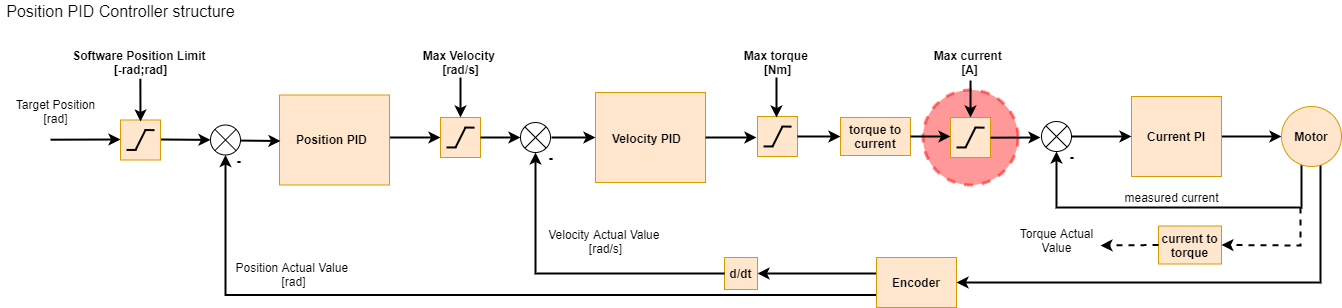 Position PID Controller structure
Software Position Limit
[-rad;rad]
Max Velocity
[rad/s]
Max torque
[Nm]
Max current
[A]
Target Position
[rad]
Position PID
Velocity PID
torque to
current
Current PI
Motor
-
-
-
measured current
Torque Actual
Value
current to
torque
Velocity Actual Value
[rad/s]
Position Actual Value
[rad]
d/dt
Encoder